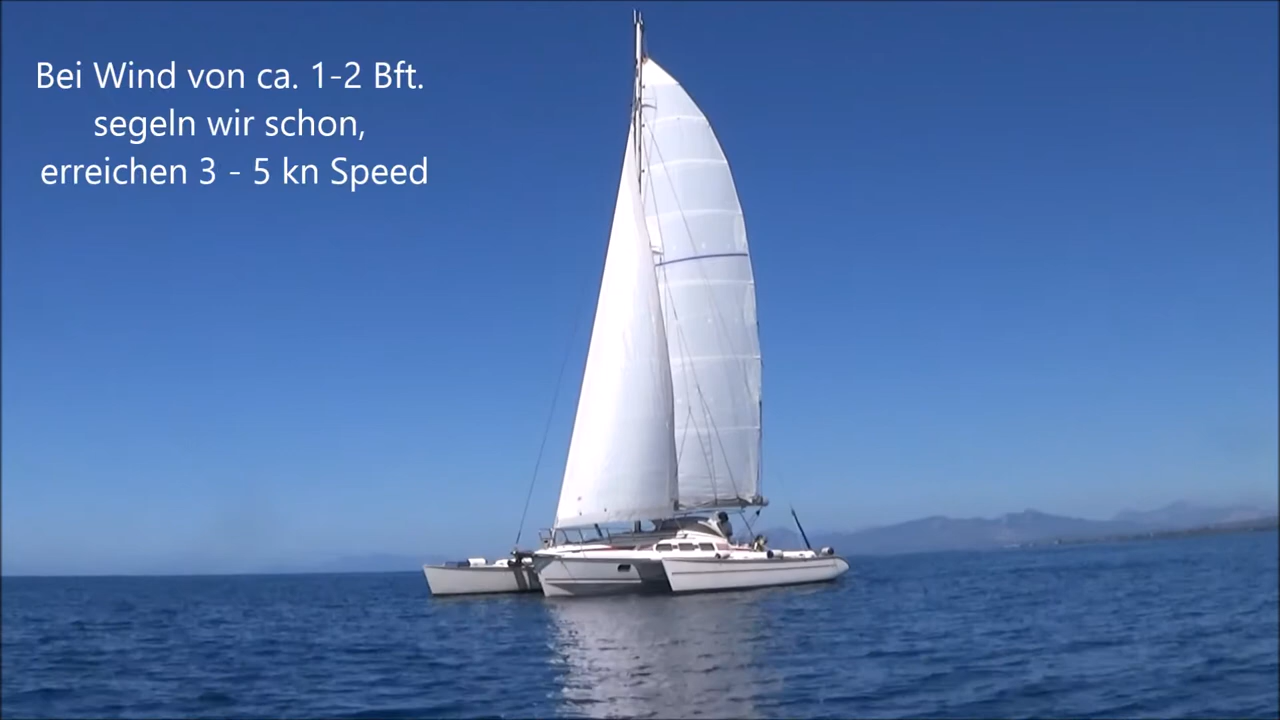 Bei Wind von ca. 1-2 Bft.
segeln wir schon,
erreichen 3 - 5 kn Speed